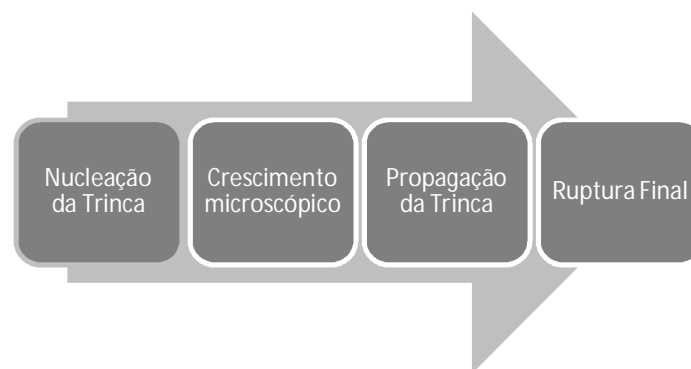 Nucleação
da Trinca
Crescimento
microscópico
Propagação
da Trinca
Ruptura Final